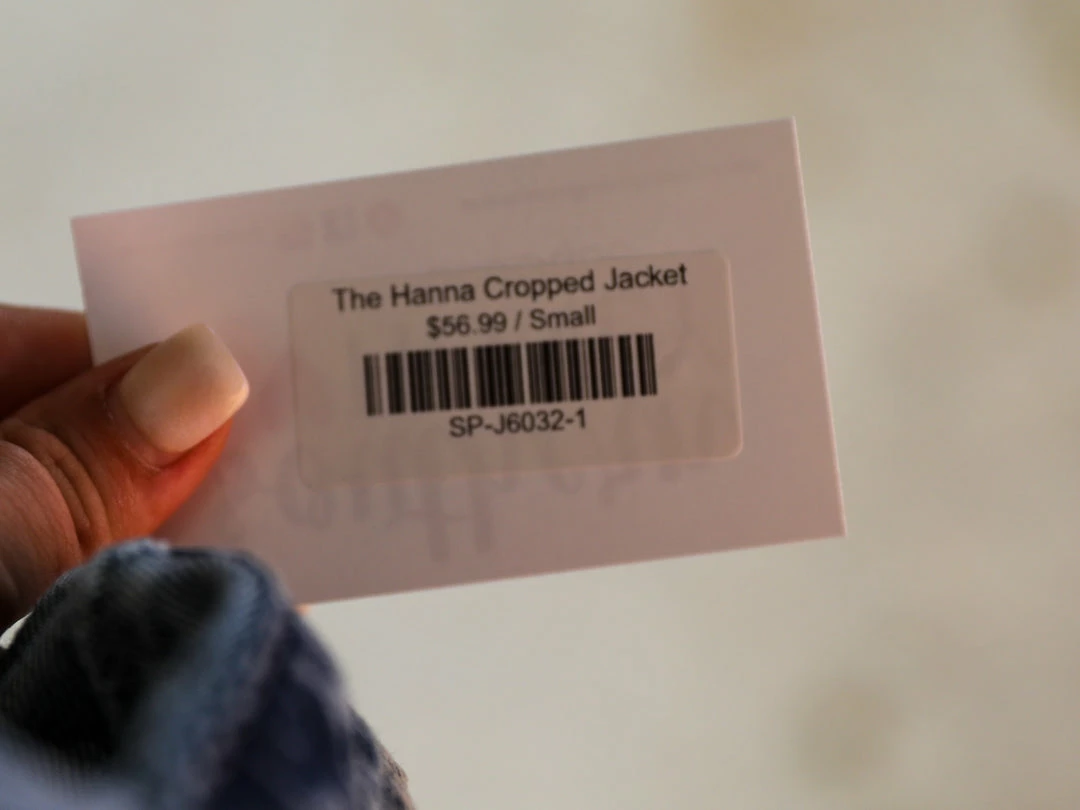 The Hanna Cropped Jacket
$56.99 / Small
SP-J6032-1